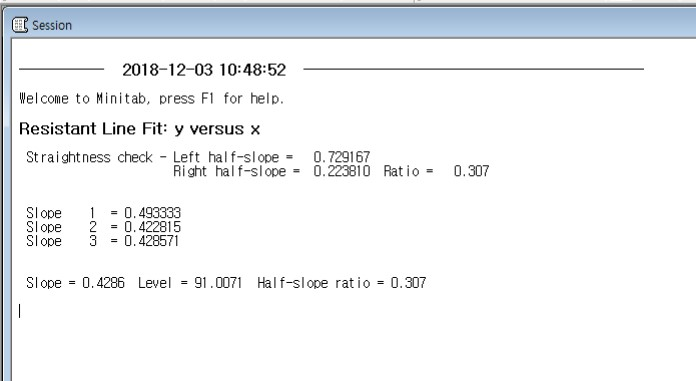 Session
2018-12-03 10:48:52
Welcome to Minitab, press F1 for help.
Resistant Line Fit: y versus x
Straightness check - Left half-slope = 0.729167
Right half-slope = 0.223810 Ratio = 0.307
Slope 1 = 0.493333
Slope 2 = 0.422815
Slope 3 = 0.428571
Slope = 0.4286 Level = 91.0071 Half-slope ratio = 0.307